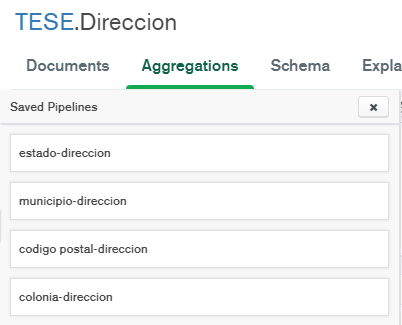 TESE.Direccion
Documents Aggregations Schema Expla
Saved Pipelines
estado-direccion
municipio-direccion
codigo postal-direccion
colonia-direccion